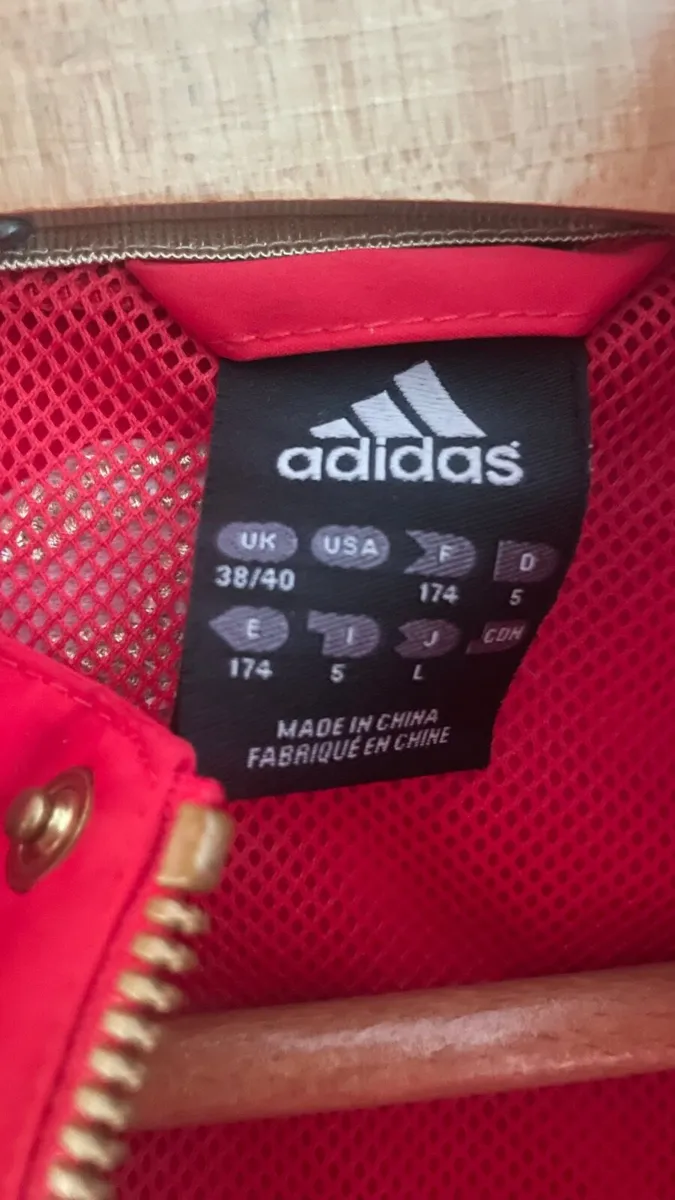 adidas
UK USA F D
38/40 174 5
E I J CDN
174 5 L
MADE IN CHINA
FABRIQUÉ EN CHINE